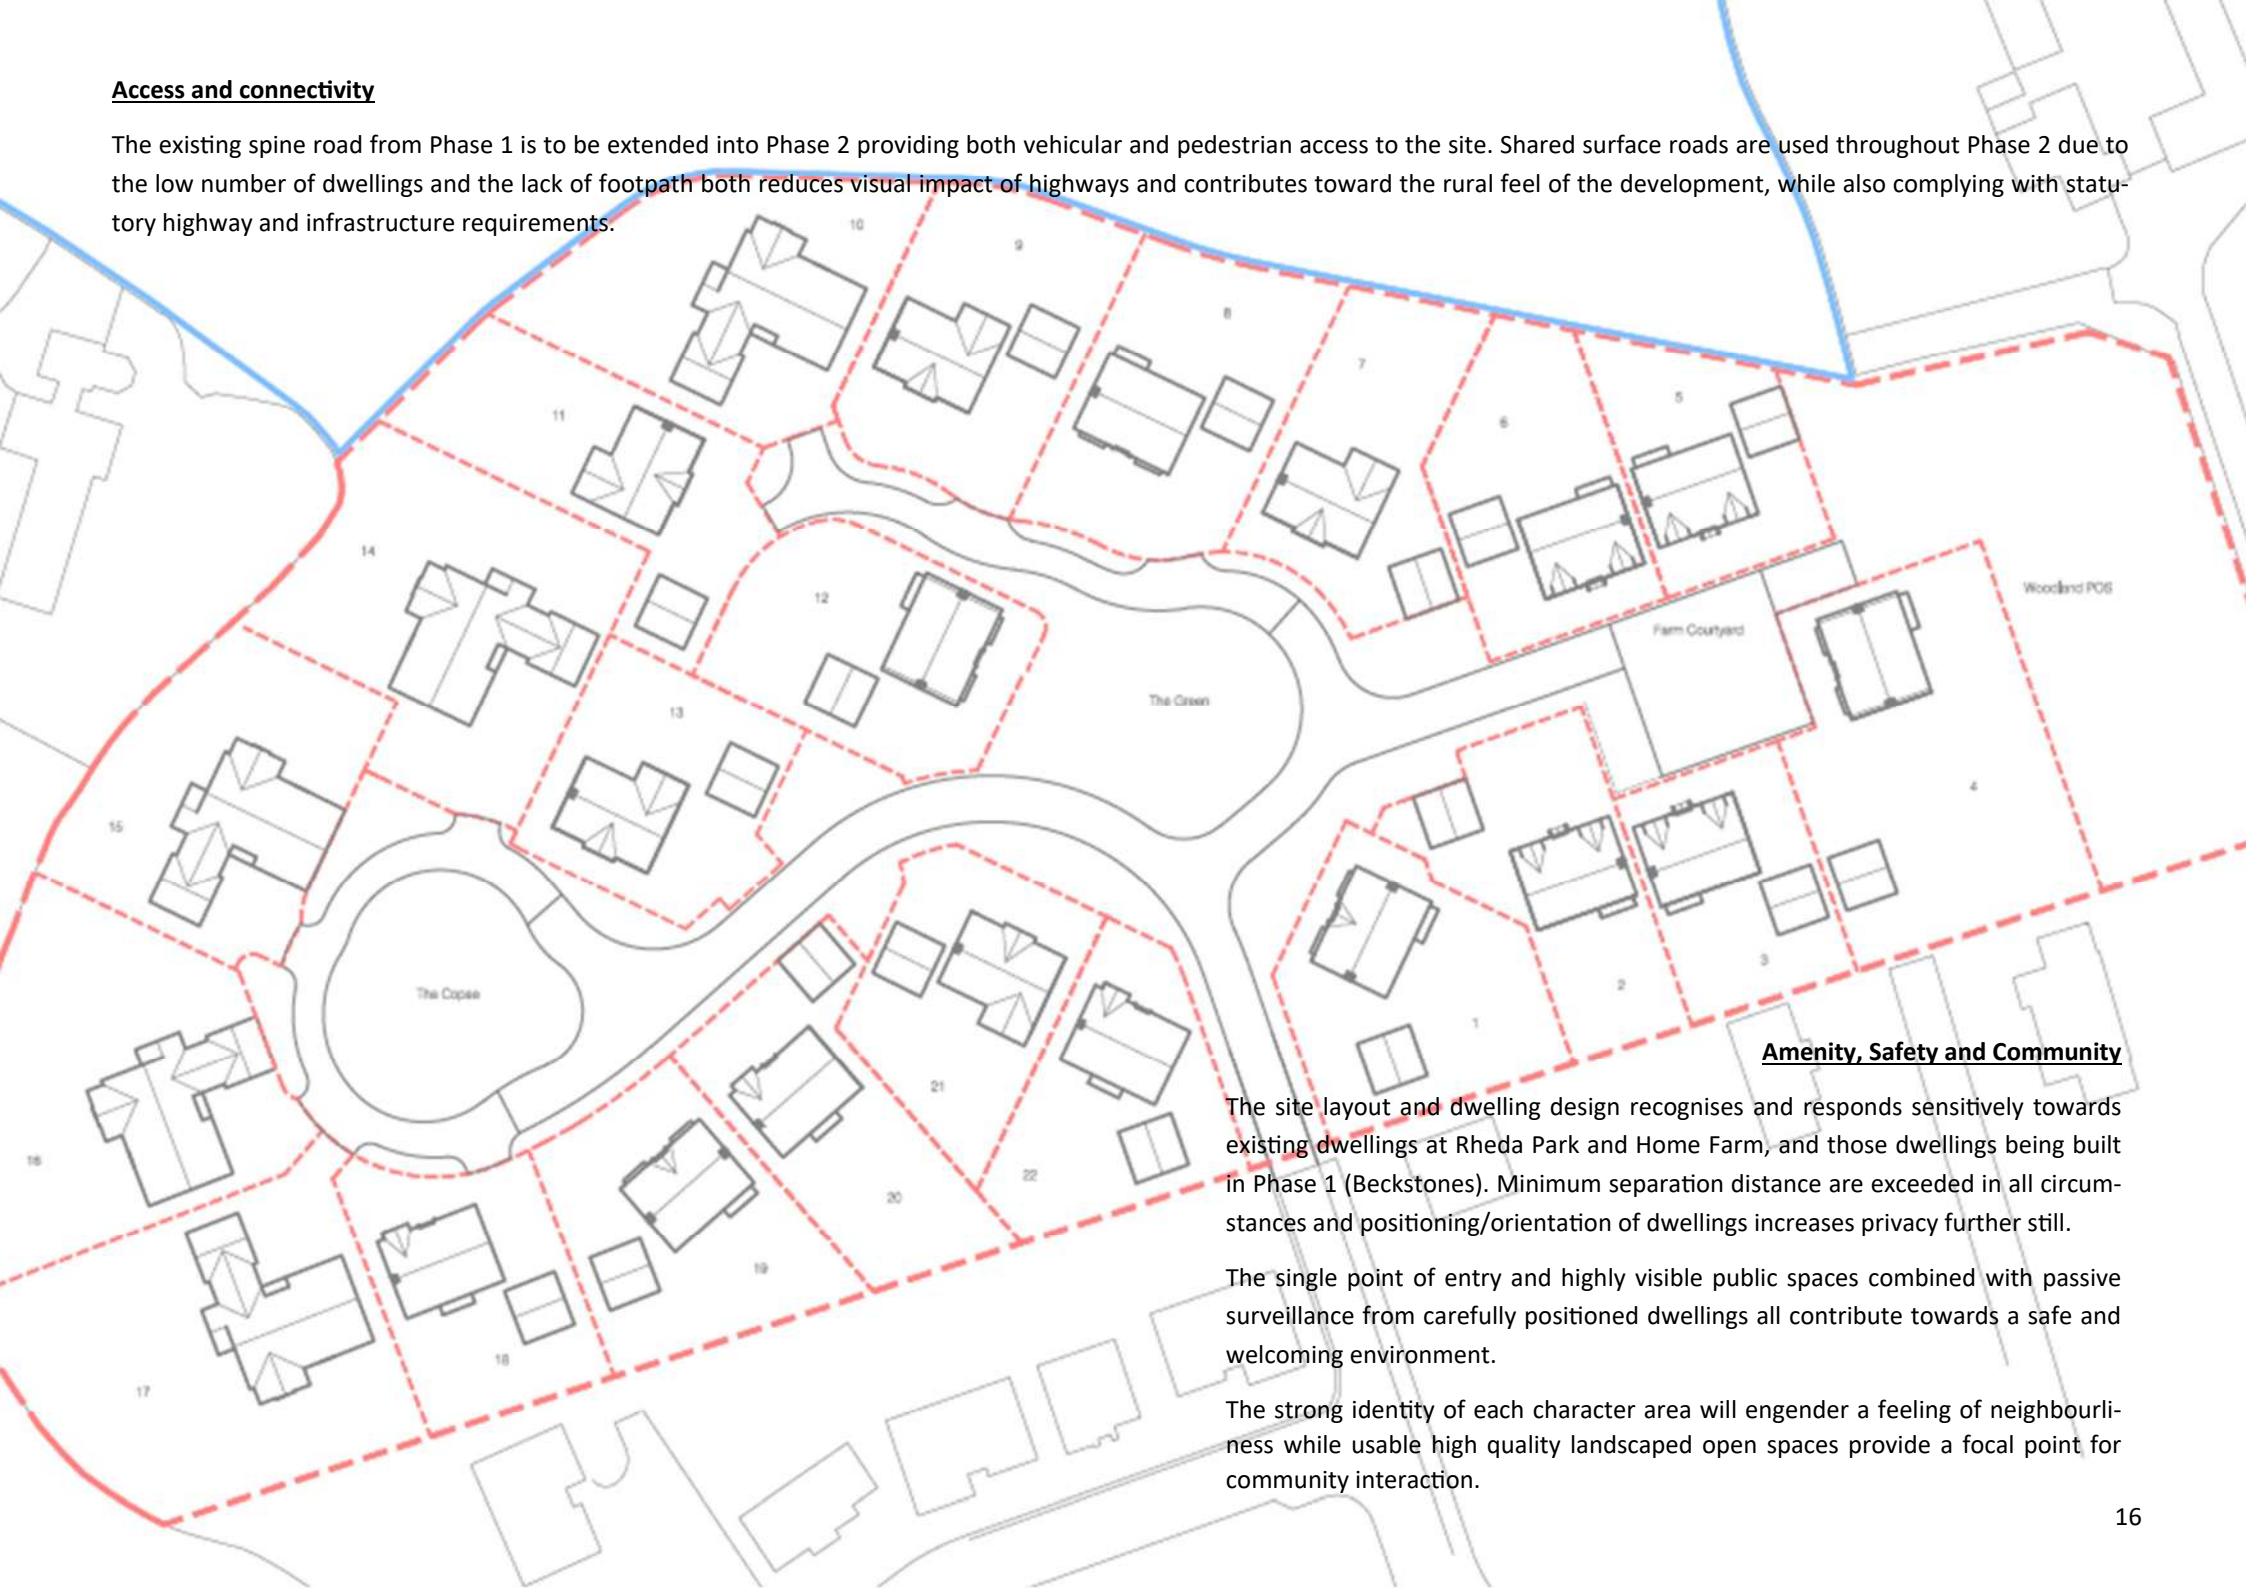 Access and connectivity
The existing spine road from Phase 1 is to be extended into Phase 2 providing both vehicular and pedestrian access to the site. Shared surface roads are used throughout Phase 2 due to
the low number of dwellings and the lack of footpath both reduces visual impact of highways and contributes toward the rural feel of the development, while also complying with statu-
tory highway and infrastructure requirements.
10
9
8
7
6
5
11
14
12
13
15
16
17
18
19
20
21
22
1
2
3
4
Woodland POS
Farm Courtyard
The Green
The Copse
Amenity, Safety and Community
The site layout and dwelling design recognises and responds sensitively towards
existing dwellings at Rheda Park and Home Farm, and those dwellings being built
in Phase 1 (Beckstones). Minimum separation distance are exceeded in all circum-
stances and positioning/orientation of dwellings increases privacy further still.
The single point of entry and highly visible public spaces combined with passive
surveillance from carefully positioned dwellings all contribute towards a safe and
welcoming environment.
The strong identity of each character area will engender a feeling of neighbourli-
ness while usable high quality landscaped open spaces provide a focal point for
community interaction.
16